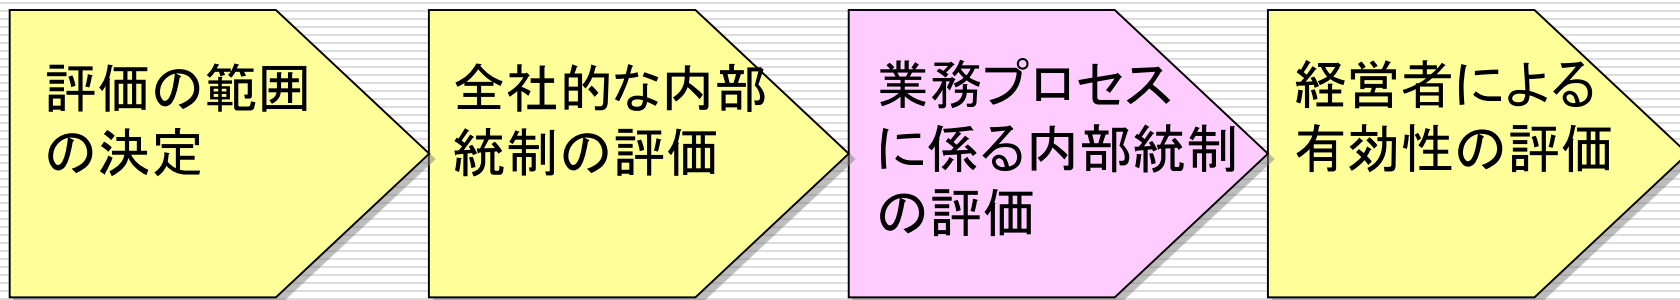 評価の範囲
の決定
全社的な内部
統制の評価
業務プロセス
に係る内部統制
の評価
経営者による
有効性の評価